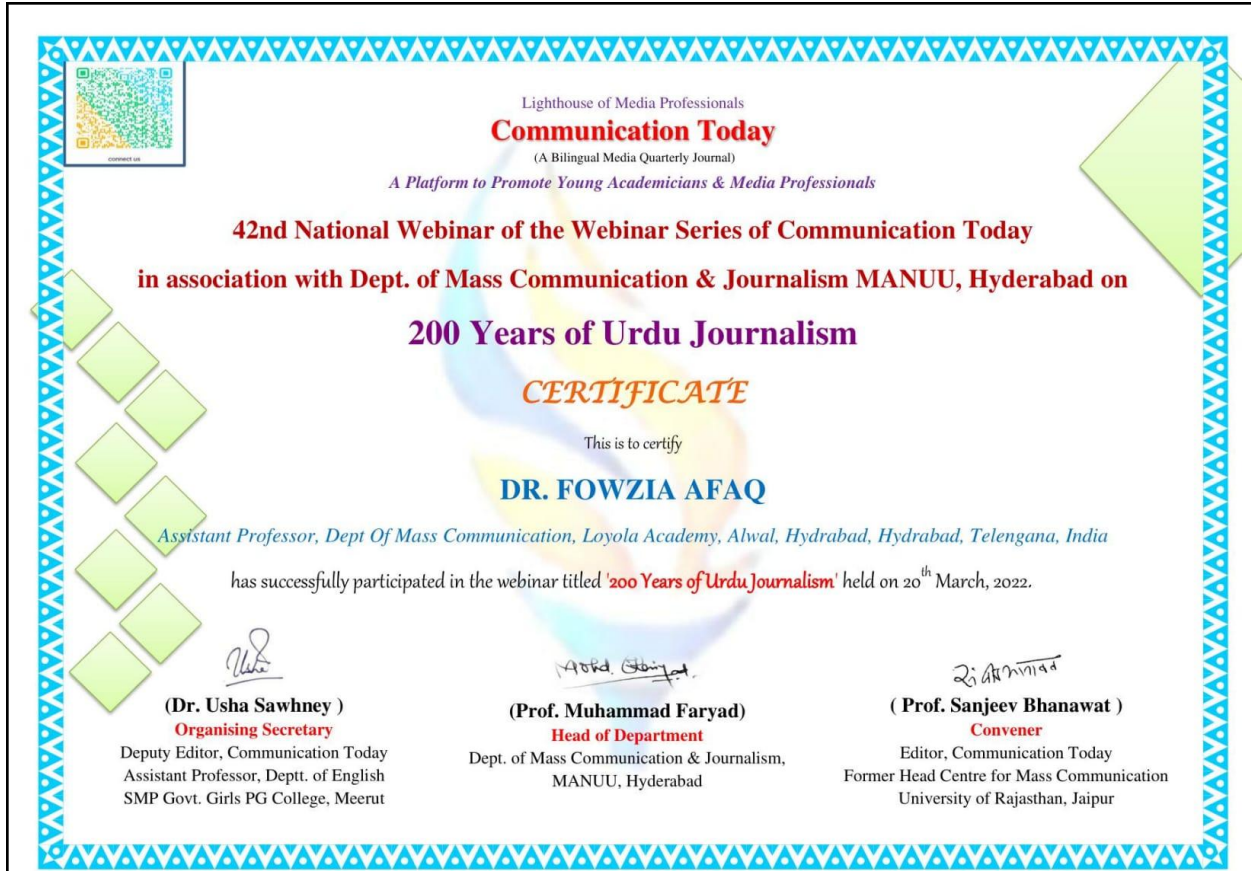 connect us
Lighthouse of Media Professionals
Communication Today
(A Bilingual Media Quarterly Journal)
A Platform to Promote Young Academicians & Media Professionals
42nd National Webinar of the Webinar Series of Communication Today
in association with Dept. of Mass Communication & Journalism MANUU, Hyderabad on
200 Years of Urdu Journalism
CERTIFICATE
This is to certify
DR. FOWZIA AFAQ
Assistant Professor, Dept Of Mass Communication, Loyola Academy, Alwal, Hydrabad, Hydrabad, Telengana, India
has successfully participated in the webinar titled '200 Years of Urdu Journalism' held on 20th March, 2022.
(Dr. Usha Sawhney )
Organising Secretary
Deputy Editor, Communication Today
Assistant Professor, Deptt. of English
SMP Govt. Girls PG College, Meerut
Mohd.
(Prof. Muhammad Faryad)
Head of Department
Dept. of Mass Communication & Journalism,
MANUU, Hyderabad
( Prof. Sanjeev Bhanawat )
Convener
Editor, Communication Today
Former Head Centre for Mass Communication
University of Rajasthan, Jaipur